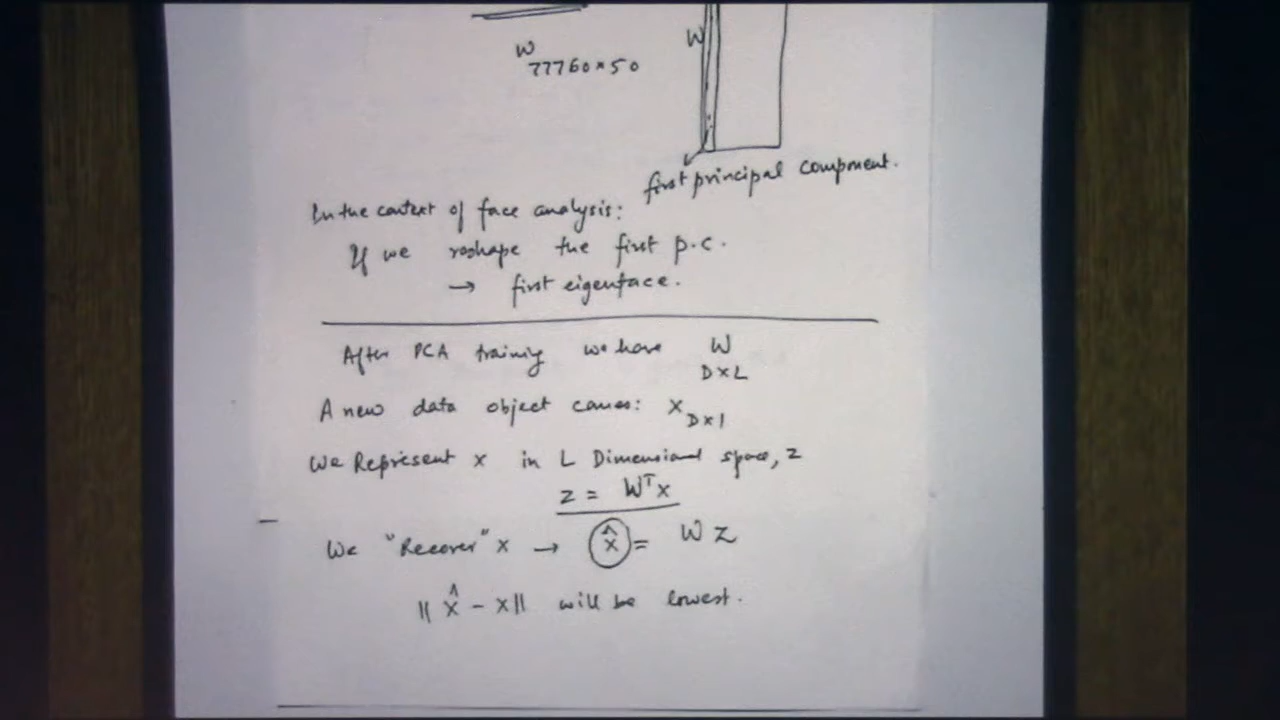 W
77760×50
W
first principal component.
In the context of face analysis:
If we reshape the first p.c.
→ first eigenface.
After PCA training we have W
D×L
A new data object comes: x D×1
We Represent x in L Dimensional space, z
z = Wᵀx
We "Recover" x → x̂ = W z
|| x̂ - x || will be lowest.